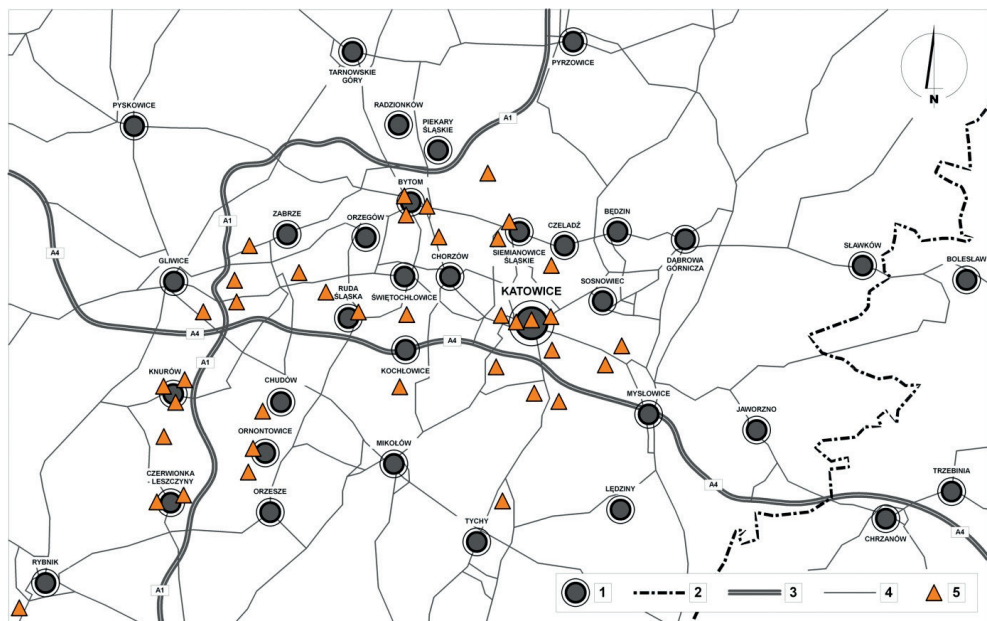 PYRZOWICE
TARNOWSKIE
GÓRY
N
PYSKOWICE
RADZIONKÓW
PIEKARY
ŚLĄSKIE
A1
BYTOM
ZABRZE
ORZEGÓW
A1
CZELADŹ
BĘDZIN
A4
GLIWICE
CHORZÓW
SIEMIANOWICE
ŚLĄSKIE
DĄBROWA
GÓRNICZA
SŁAWKÓW
BOLESŁAW
RUDA
ŚLĄSKA
ŚWIĘTOCHŁOWICE
KATOWICE
SOSNOWIEC
A4
A4
A1
KOCHŁOWICE
KNURÓW
CHUDÓW
MYSŁOWICE
JAWORZNO
ORNONTOWICE
MIKOŁÓW
CZERWIONKA
- LESZCZYNY
TRZEBINIA
A4
ORZESZE
LĘDZINY
TYCHY
A4
CHRZANÓW
RYBNIK
A1
1
2
3
4
5